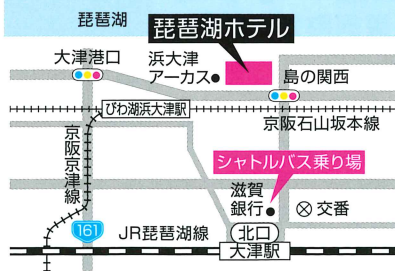 琵琶湖
琵琶湖ホテル
大津港口
浜大津
アーカス
島の関西
びわ湖浜大津駅
京阪石山坂本線
京阪京津線
シャトルバス乗り場
滋賀
銀行
交番
161
JR琵琶湖線
北口
大津駅